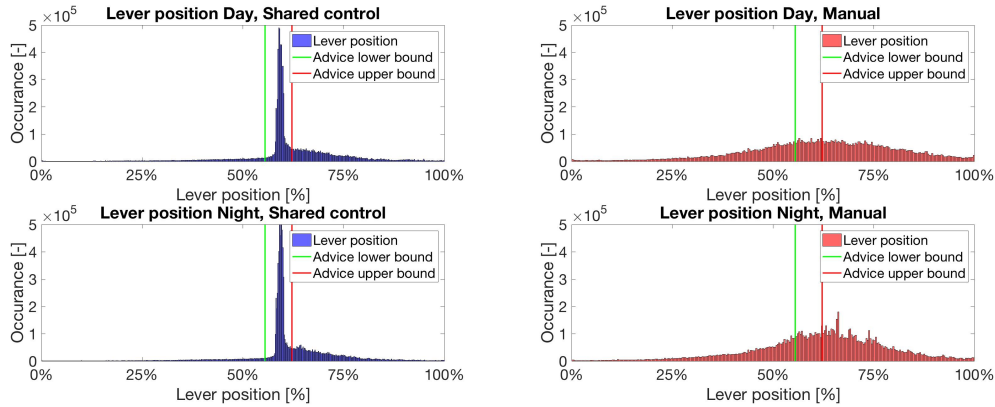 Lever position Day, Shared control
×10^5
5
4
3
2
1
0
Occurance [-]
0% 25% 50% 75% 100%
Lever position [%]
Lever position
Advice lower bound
Advice upper bound
Lever position Day, Manual
×10^5
5
4
3
2
1
0
Occurance [-]
0% 25% 50% 75% 100%
Lever position [%]
Lever position
Advice lower bound
Advice upper bound
Lever position Night, Shared control
×10^5
5
4
3
2
1
0
Occurance [-]
0% 25% 50% 75% 100%
Lever position [%]
Lever position
Advice lower bound
Advice upper bound
Lever position Night, Manual
×10^5
5
4
3
2
1
0
Occurance [-]
0% 25% 50% 75% 100%
Lever position [%]
Lever position
Advice lower bound
Advice upper bound